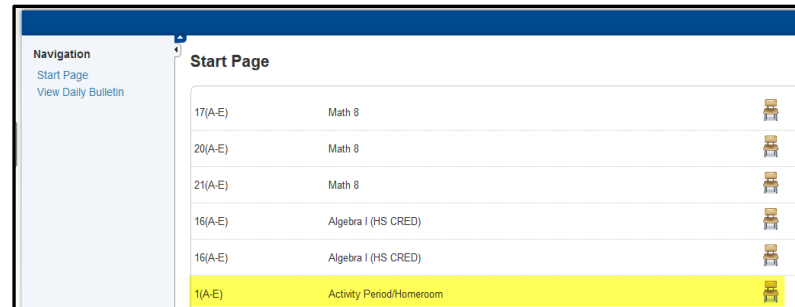 Navigation
Start Page
View Daily Bulletin
Start Page
17(A-E) Math 8
20(A-E) Math 8
21(A-E) Math 8
16(A-E) Algebra I (HS CRED)
16(A-E) Algebra I (HS CRED)
1(A-E) Activity Period/Homeroom